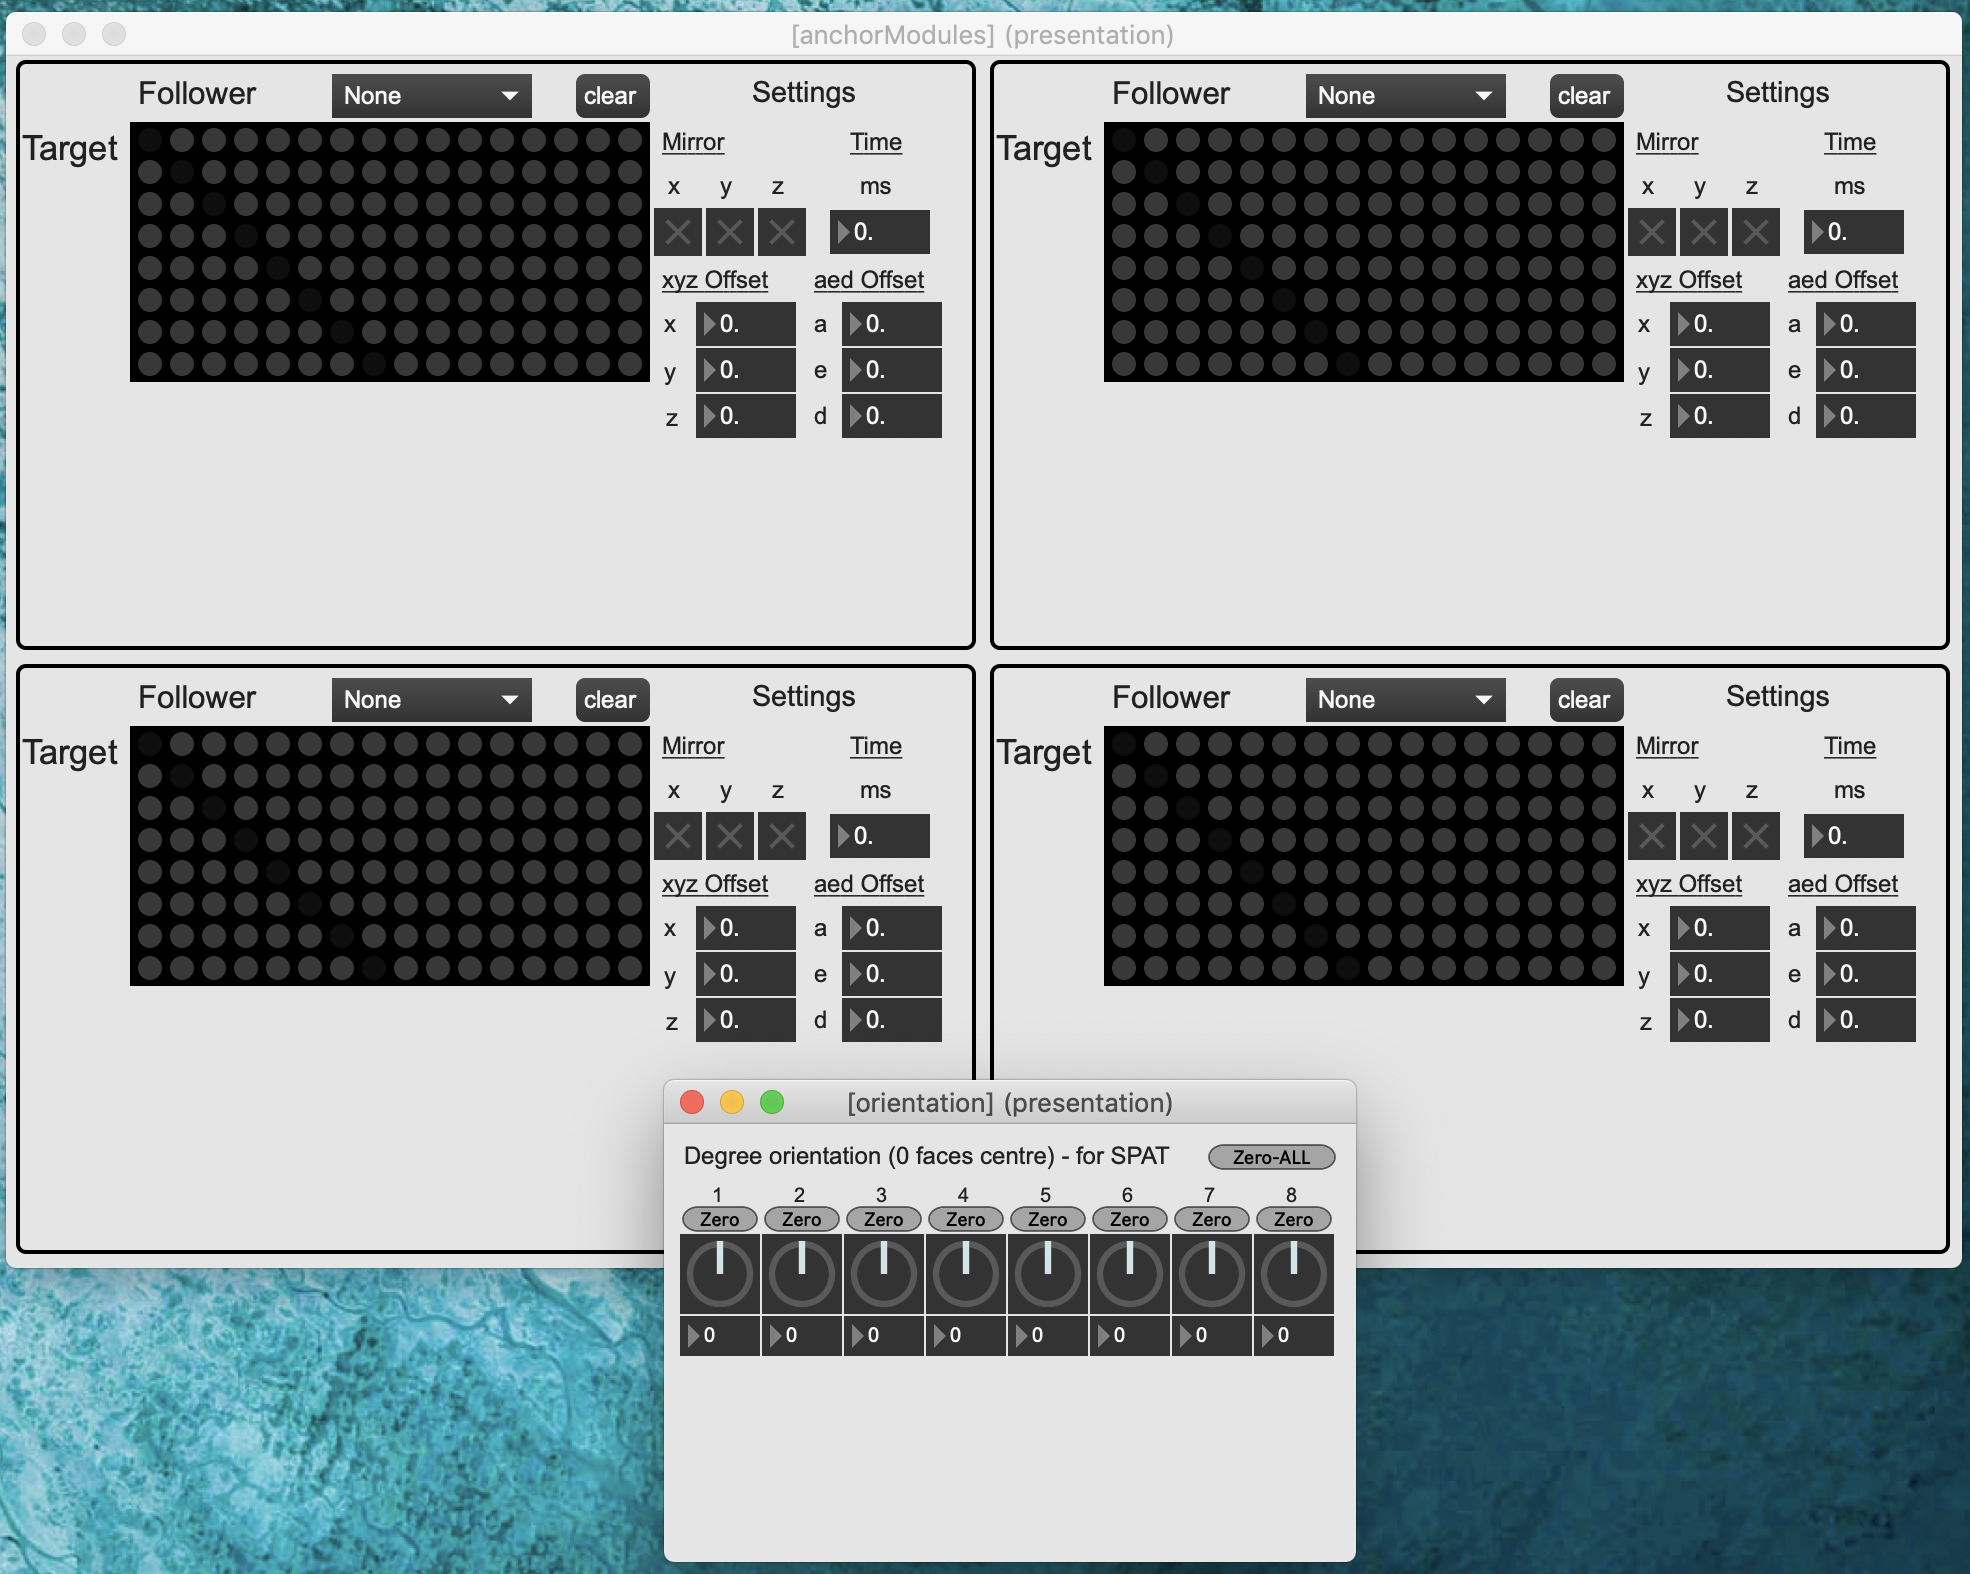 [anchorModules] (presentation)
Follower None clear Settings
Target Mirror Time
x y z ms
0.
xyz Offset aed Offset
x 0. a 0.
y 0. e 0.
z 0. d 0.
Follower None clear Settings
Target Mirror Time
x y z ms
0.
xyz Offset aed Offset
x 0. a 0.
y 0. e 0.
z 0. d 0.
Follower None clear Settings
Target Mirror Time
x y z ms
0.
xyz Offset aed Offset
x 0. a 0.
y 0. e 0.
z 0. d 0.
Follower None clear Settings
Target Mirror Time
x y z ms
0.
xyz Offset aed Offset
x 0. a 0.
y 0. e 0.
z 0. d 0.
[orientation] (presentation)
Degree orientation (0 faces centre) - for SPAT Zero-ALL
1 2 3 4 5 6 7 8
Zero Zero Zero Zero Zero Zero Zero Zero
0 0 0 0 0 0 0 0